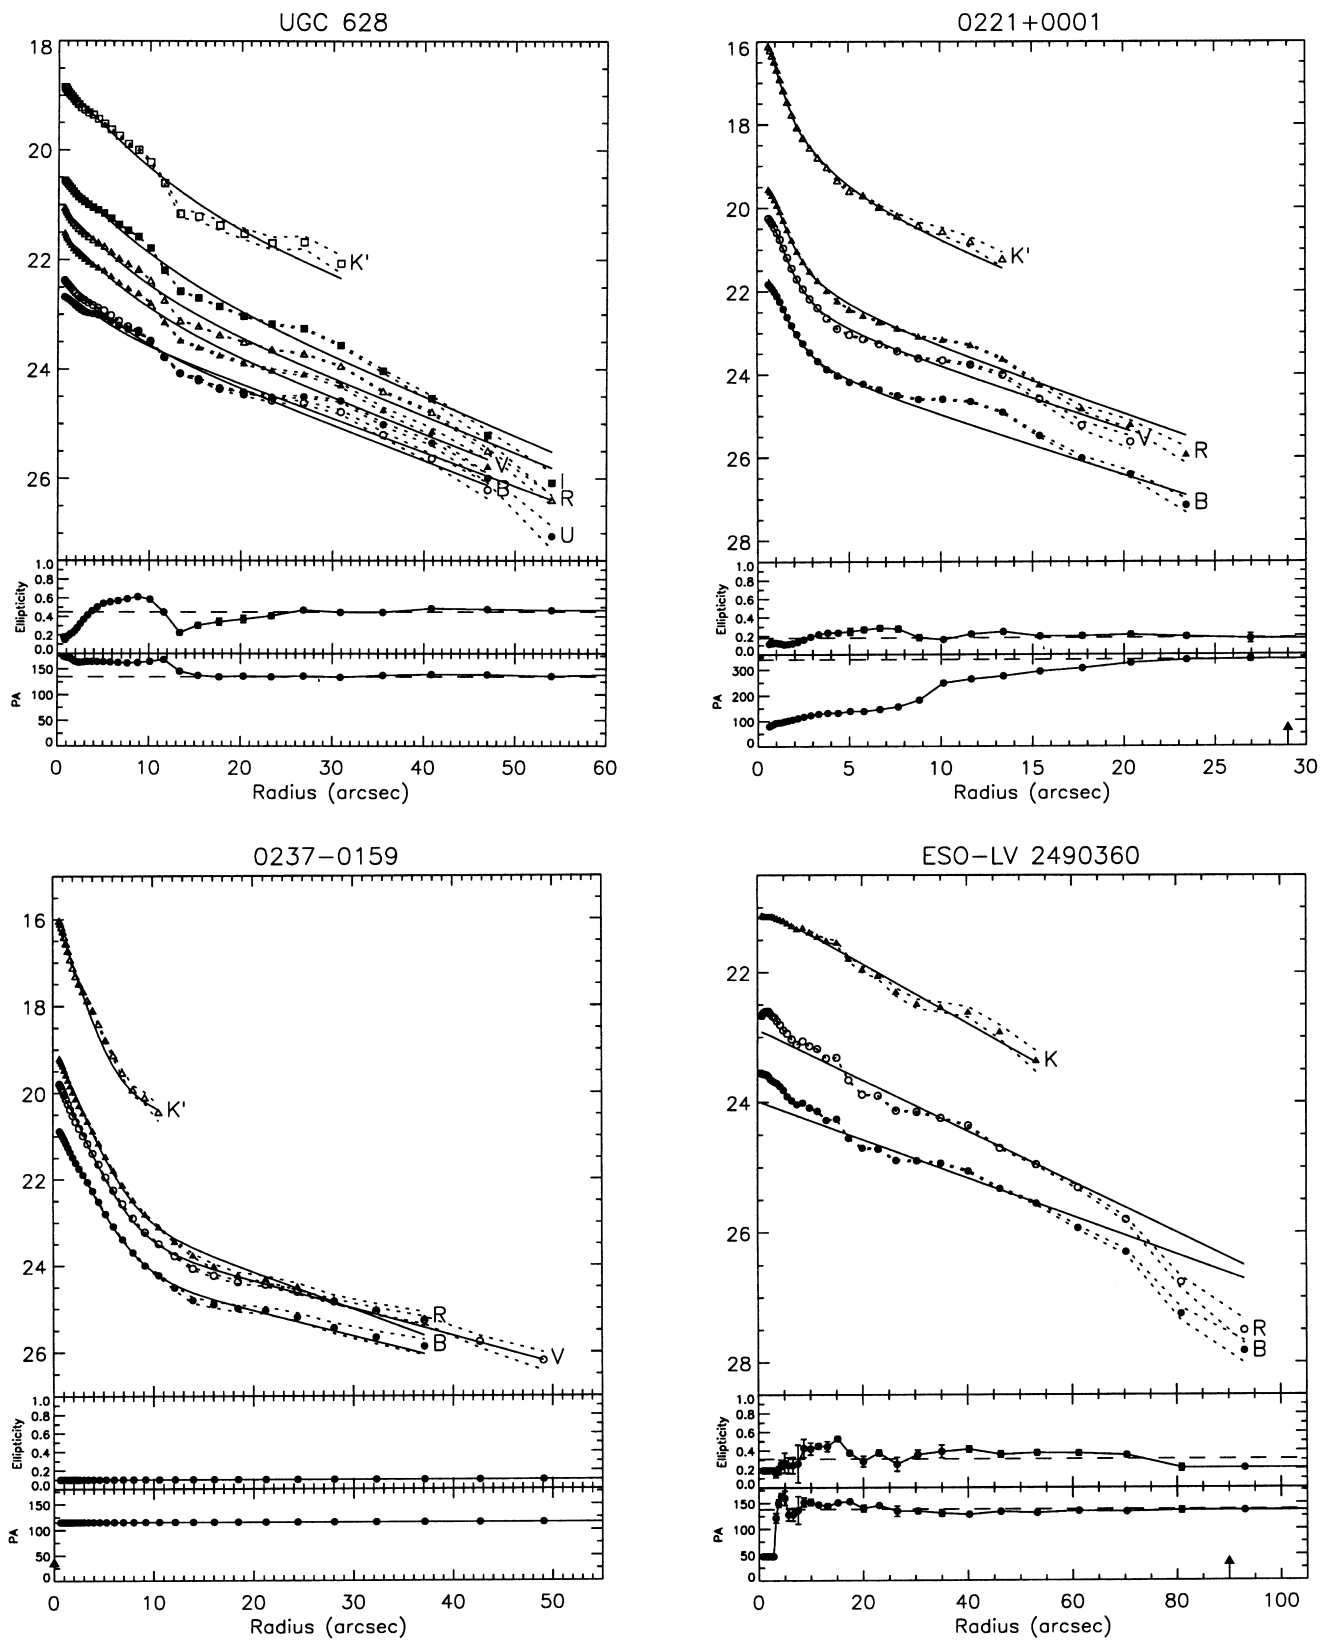 UGC 628
18
20
22
24
26
K'
V
B
I
R
U
Ellipticity
1.0
0.8
0.6
0.4
0.2
0.0
PA
150
100
50
0
0 10 20 30 40 50 60
Radius (arcsec)
0221+0001
16
18
20
22
24
26
28
K'
V
R
B
Ellipticity
1.0
0.8
0.6
0.4
0.2
0.0
PA
300
200
100
0
0 5 10 15 20 25 30
Radius (arcsec)
0237-0159
16
18
20
22
24
26
K'
R
B
V
Ellipticity
1.0
0.8
0.6
0.4
0.2
0.0
PA
150
100
50
0
0 10 20 30 40 50
Radius (arcsec)
ESO-LV 2490360
22
24
26
28
K
R
B
Ellipticity
1.0
0.8
0.6
0.4
0.2
0.0
PA
150
100
50
0
0 20 40 60 80 100
Radius (arcsec)